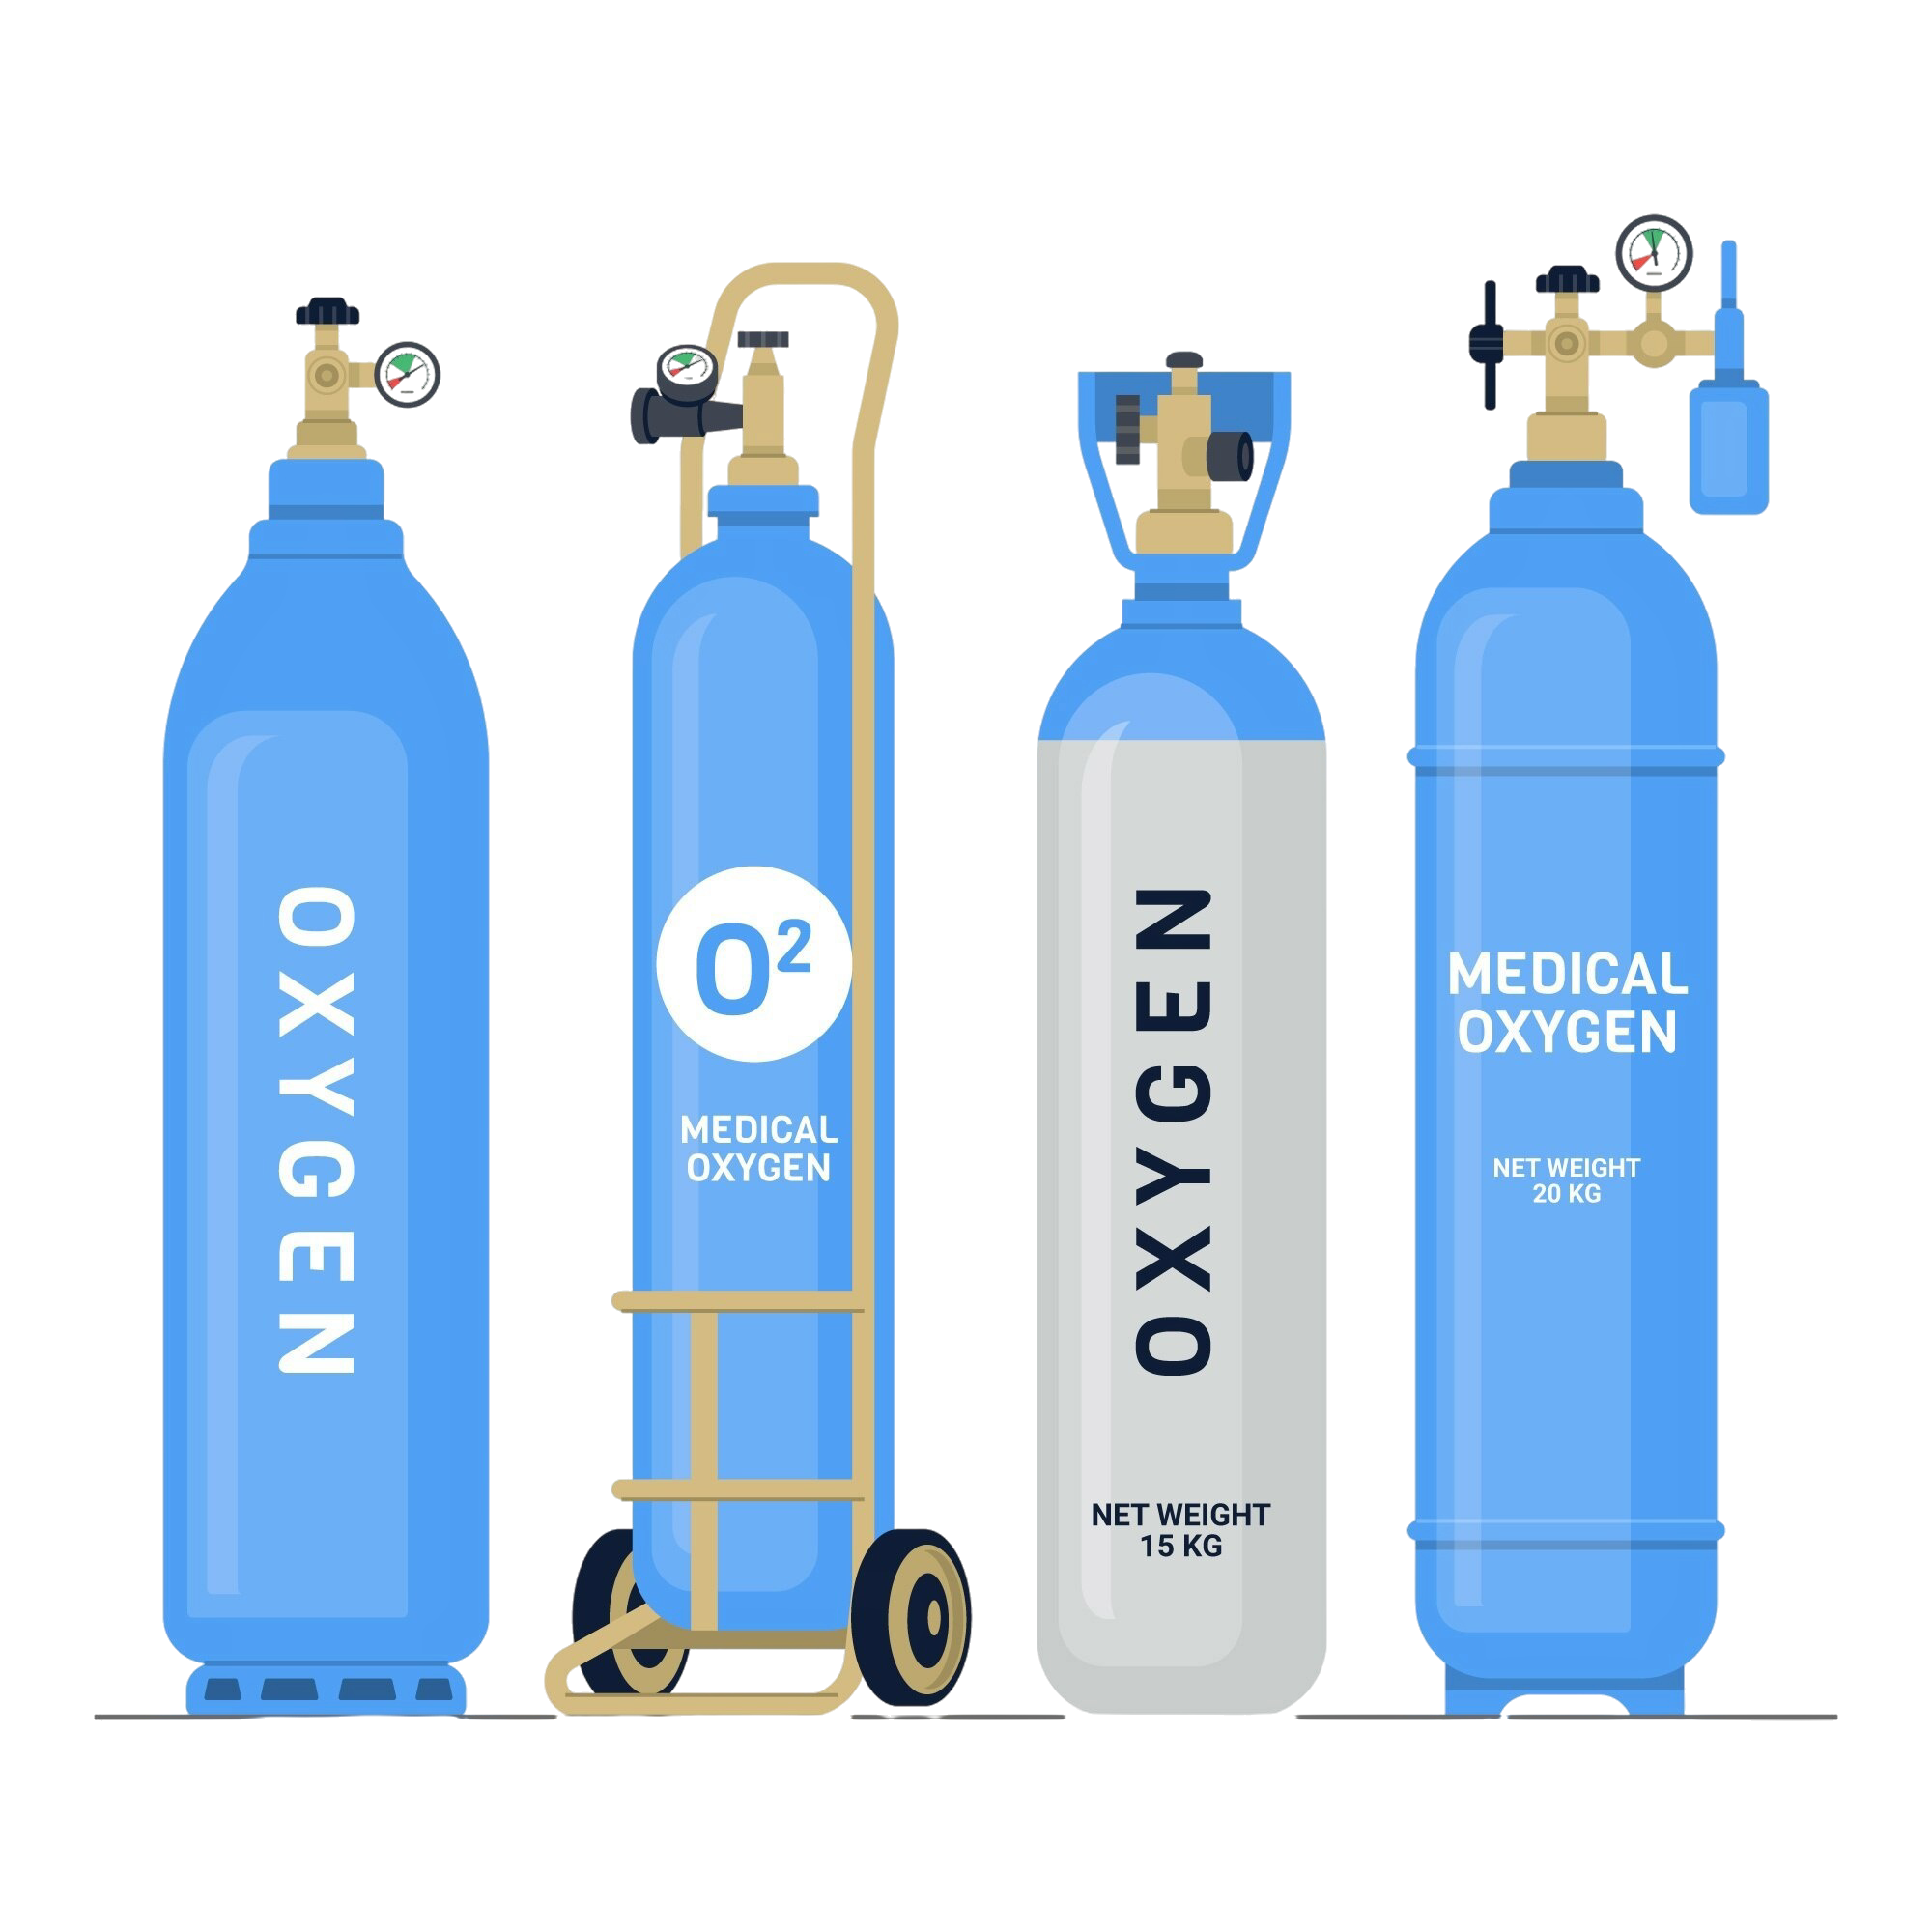 OXYGEN
O²
MEDICAL
OXYGEN
OXYGEN
NET WEIGHT
15 KG
MEDICAL
OXYGEN
NET WEIGHT
20 KG